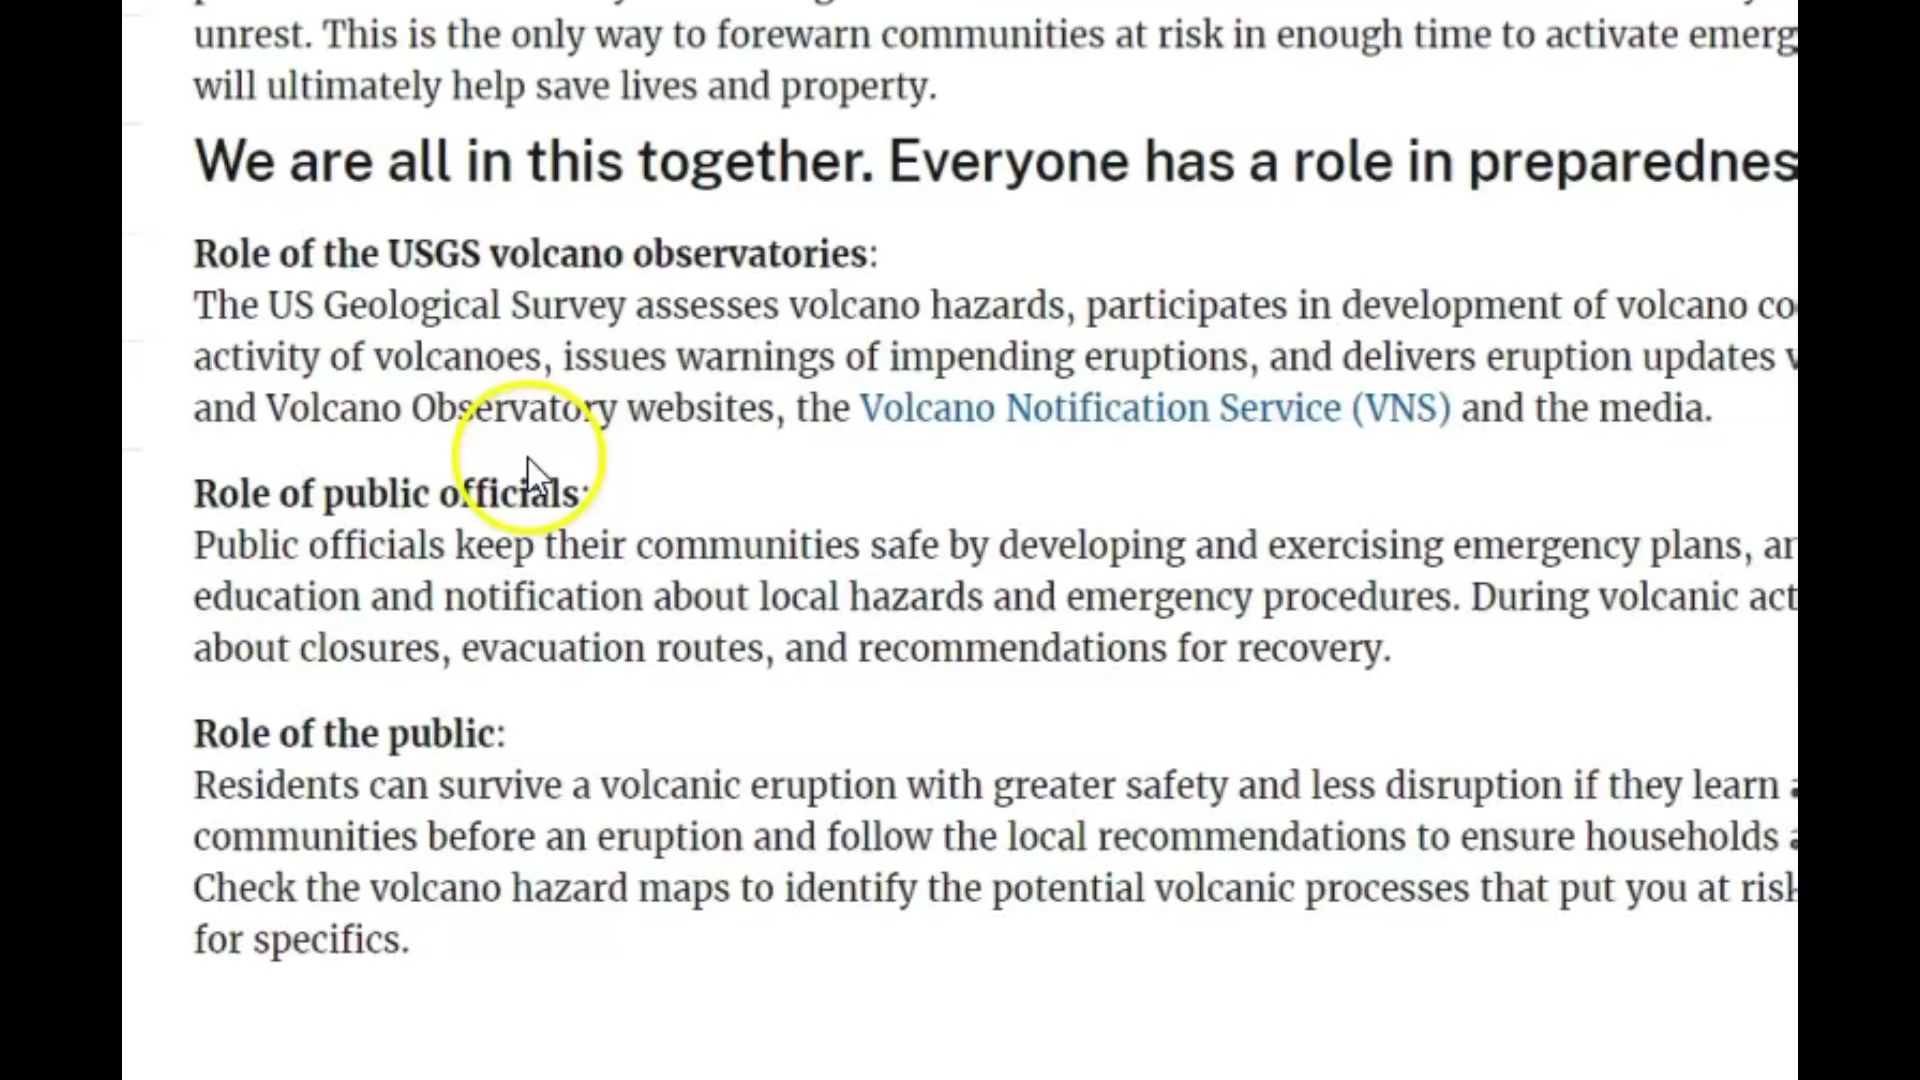 unrest. This is the only way to forewarn communities at risk in enough time to activate emerg
will ultimately help save lives and property.
We are all in this together. Everyone has a role in preparednes
Role of the USGS volcano observatories:
The US Geological Survey assesses volcano hazards, participates in development of volcano co
activity of volcanoes, issues warnings of impending eruptions, and delivers eruption updates
and Volcano Observatory websites, the Volcano Notification Service (VNS) and the media.
Role of public officials:
Public officials keep their communities safe by developing and exercising emergency plans, an
education and notification about local hazards and emergency procedures. During volcanic act
about closures, evacuation routes, and recommendations for recovery.
Role of the public:
Residents can survive a volcanic eruption with greater safety and less disruption if they learn
communities before an eruption and follow the local recommendations to ensure households
Check the volcano hazard maps to identify the potential volcanic processes that put you at risk
for specifics.